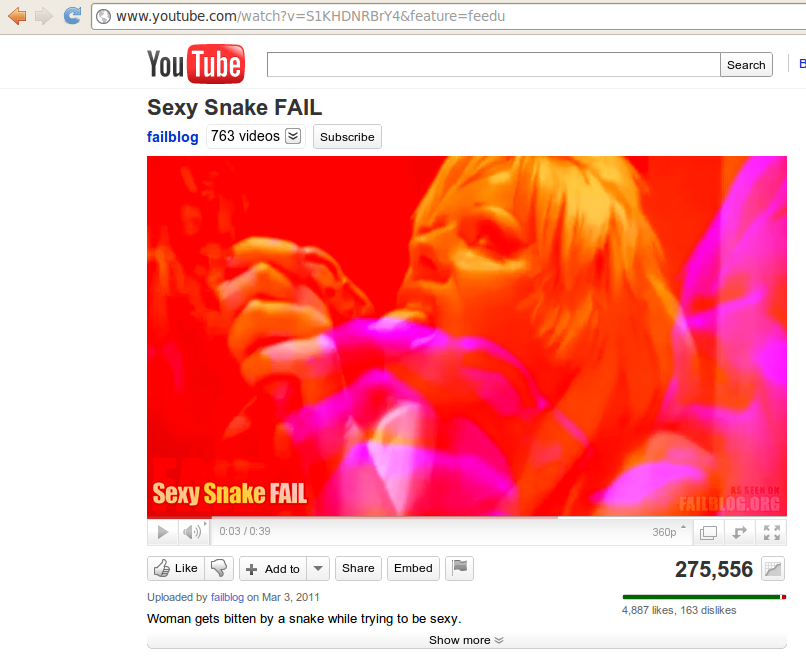 www.youtube.com/watch?v=S1KHDNRBrY4&feature=feedu
YouTube
Search
B
Sexy Snake FAIL
failblog 763 videos Subscribe
Sexy Snake FAIL
AS SEEN ON
FAILBLOG.ORG
0:03 / 0:39 360p
Like + Add to Share Embed 275,556
Uploaded by failblog on Mar 3, 2011
4,887 likes, 163 dislikes
Woman gets bitten by a snake while trying to be sexy.
Show more